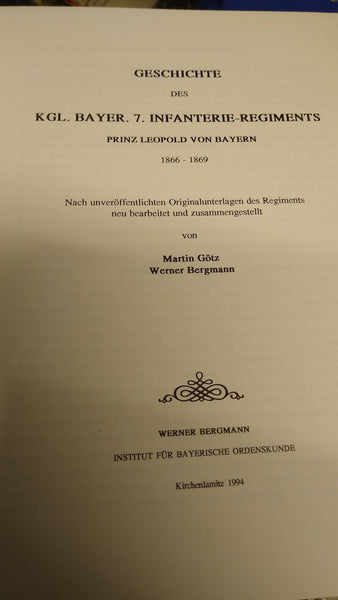 GESCHICHTE
DES
KGL. BAYER. 7. INFANTERIE-REGIMENTS
PRINZ LEOPOLD VON BAYERN
1866 - 1869
Nach unveröffentlichten Originalunterlagen des Regiments
neu bearbeitet und zusammengestellt
von
Martin Götz
Werner Bergmann
WERNER BERGMANN
INSTITUT FÜR BAYERISCHE ORDENSKUNDE
Kirchenlamitz 1994